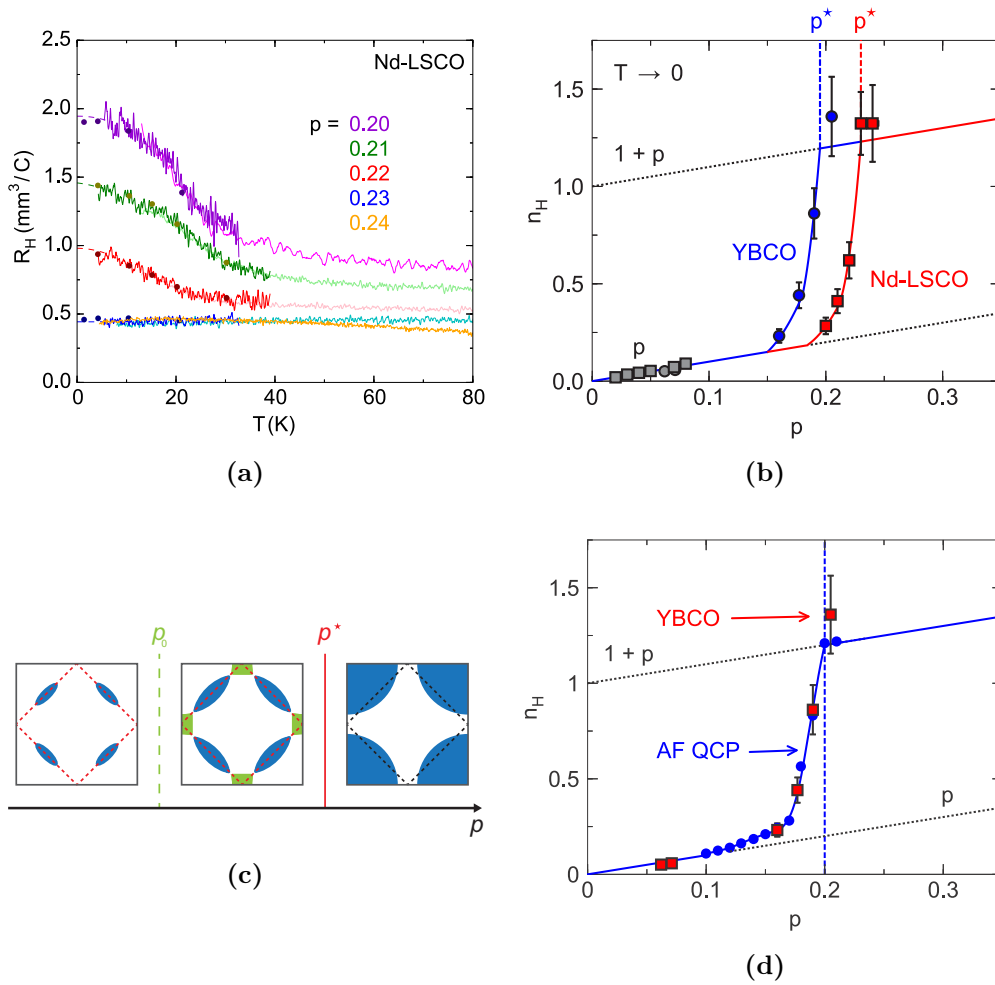 Nd-LSCO
p = 0.20
0.21
0.22
0.23
0.24
R_H (mm³/ C)
2.5
2.0
1.5
1.0
0.5
0.0
0 20 40 60 80
T (K)
(a)
p⋆ p⋆
T → 0
1 + p
YBCO
Nd-LSCO
p
n_H
1.5
1.0
0.5
0.0
0 0.1 0.2 0.3
p
(b)
p₀
p⋆
p
(c)
YBCO
1 + p
AF QCP
p
n_H
1.5
1
0.5
0
0 0.1 0.2 0.3
p
(d)